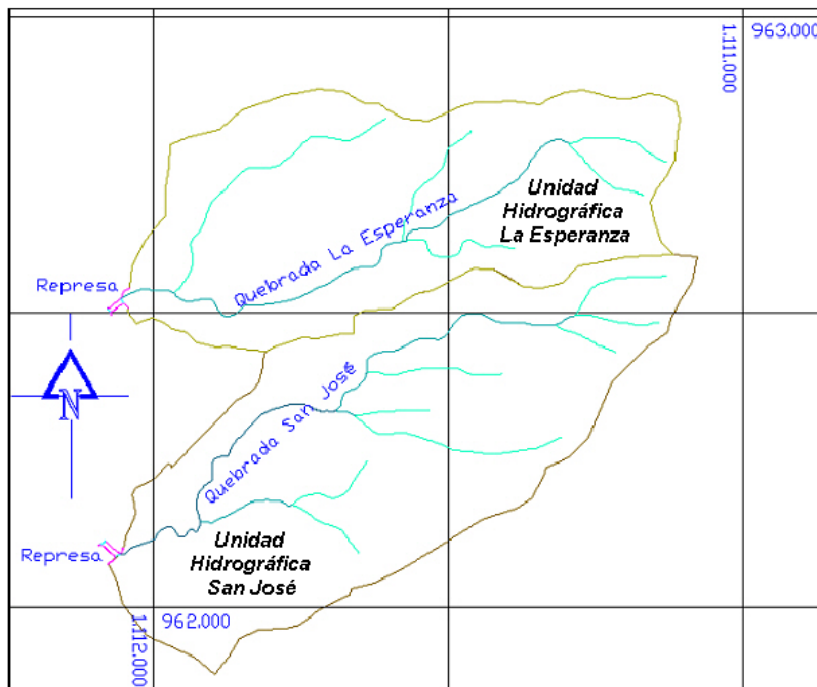 1.111.000
963.000
Unidad
Hidrográfica
La Esperanza
Quebrada La Esperanza
Represa
N
Quebrada San José
Represa
Unidad
Hidrográfica
San José
1.112.000
962.000